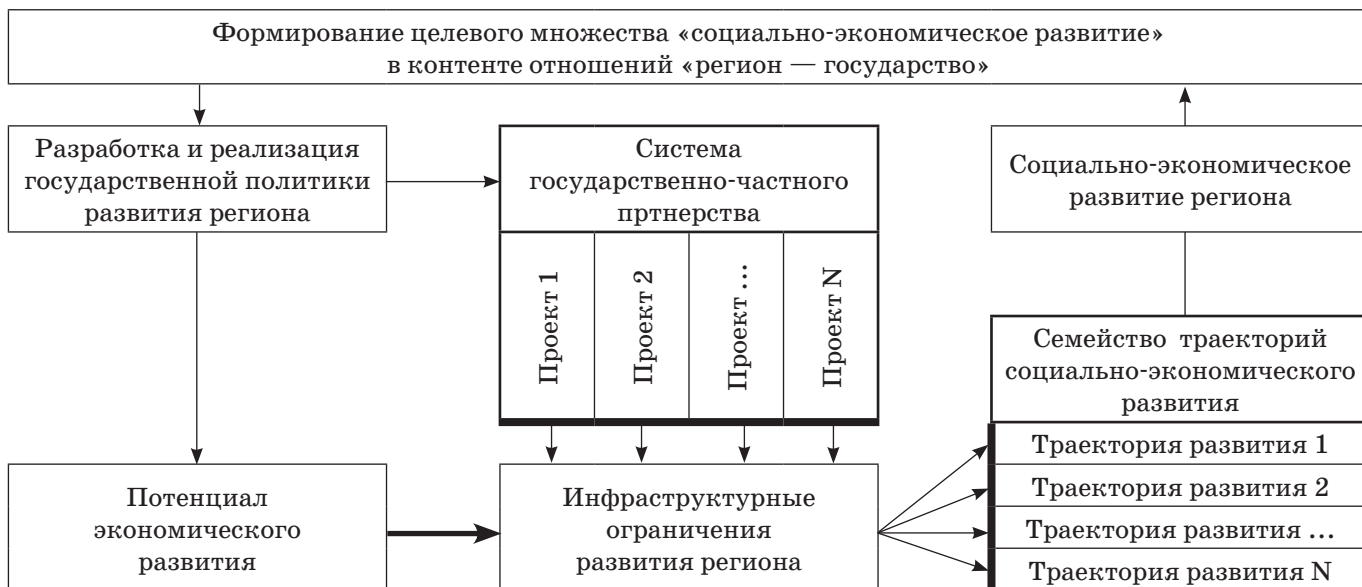 Формирование целевого множества «социально-экономическое развитие»
в контенте отношений «регион — государство»
Разработка и реализация
государственной политики
развития региона
Система
государственно-частного
пртнерства
Социально-экономическое
развитие региона
Проект 1
Проект 2
Проект ...
Проект N
Семейство траекторий
социально-экономического
развития
Траектория развития 1
Траектория развития 2
Траектория развития ...
Траектория развития N
Потенциал
экономического
развития
Инфраструктурные
ограничения
развития региона